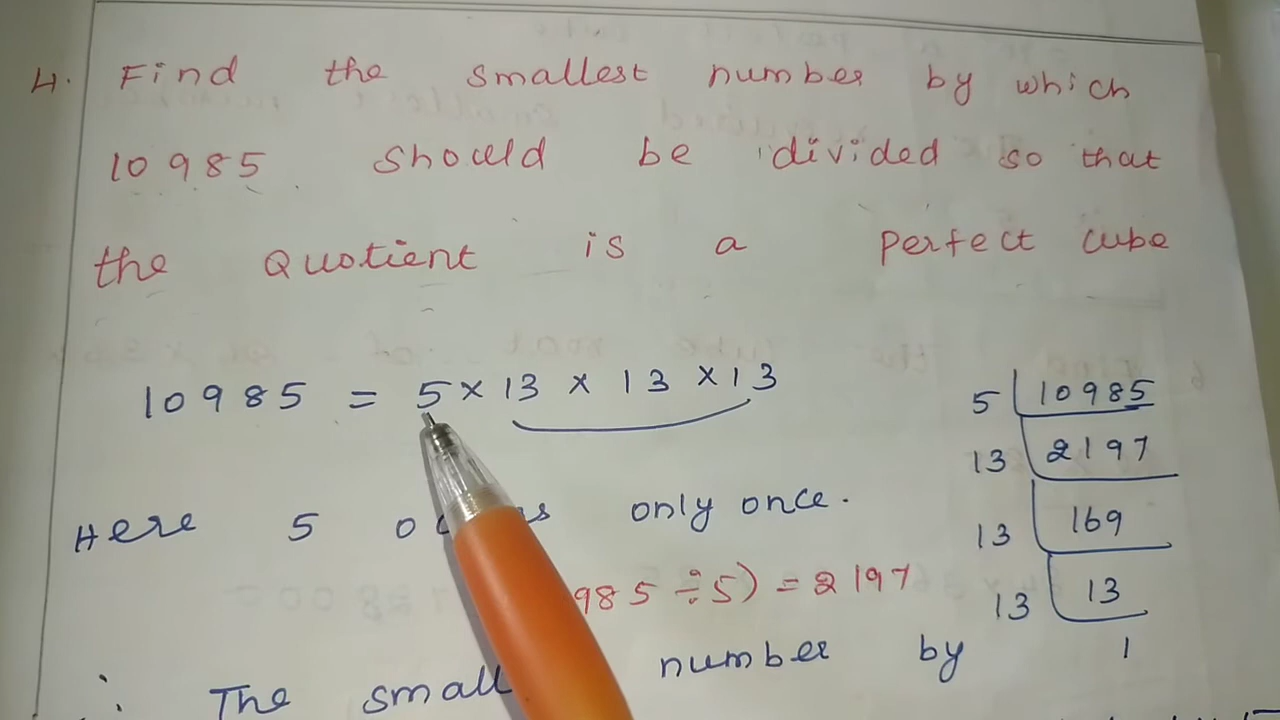 4. Find the smallest number by which
10985 should be divided so that
the Quotient is a perfect cube
10985 = 5 × 13 × 13 × 13
5 10985
13 2197
13 169
13 13
1
Here 5 only once.
985 ÷ 5) = 2197
∴ The small number by